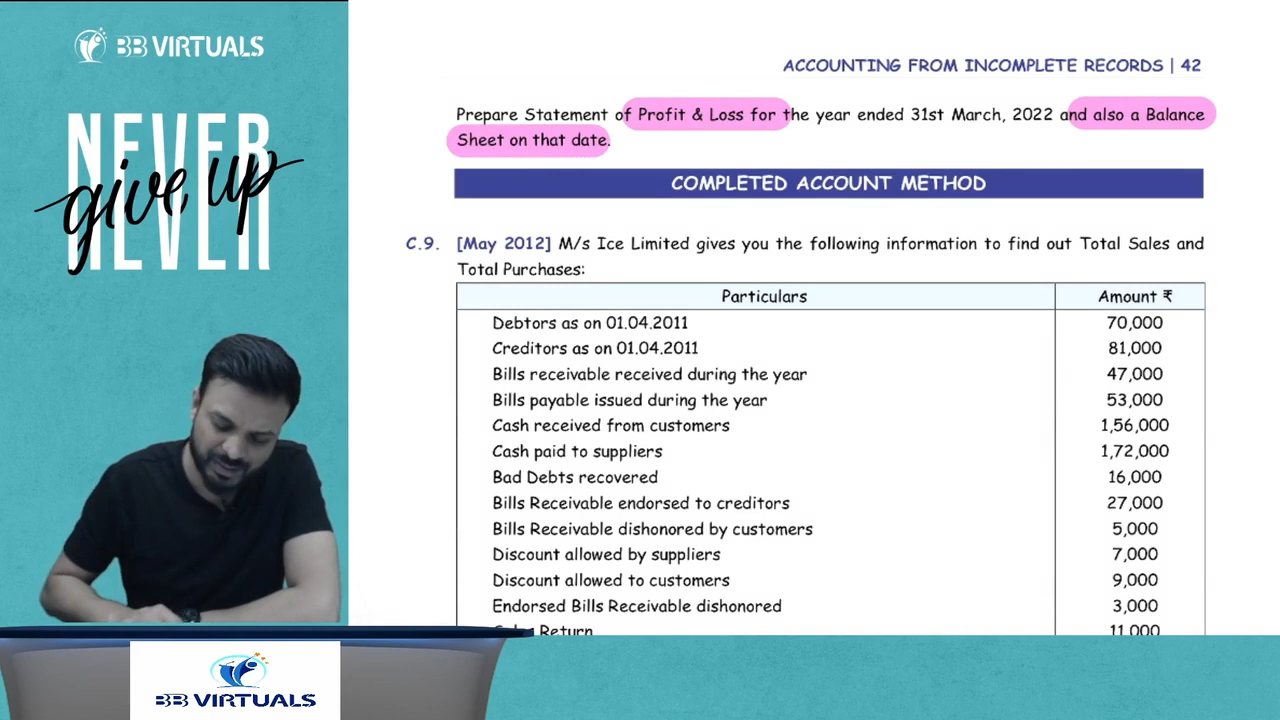 BB VIRTUALS
NEVER
give up
NEVER
ACCOUNTING FROM INCOMPLETE RECORDS | 42
Prepare Statement of Profit & Loss for the year ended 31st March, 2022 and also a Balance
Sheet on that date.
COMPLETED ACCOUNT METHOD
C.9. [May 2012] M/s Ice Limited gives you the following information to find out Total Sales and
Total Purchases:
Particulars Amount ₹
Debtors as on 01.04.2011 70,000
Creditors as on 01.04.2011 81,000
Bills receivable received during the year 47,000
Bills payable issued during the year 53,000
Cash received from customers 1,56,000
Cash paid to suppliers 1,72,000
Bad Debts recovered 16,000
Bills Receivable endorsed to creditors 27,000
Bills Receivable dishonored by customers 5,000
Discount allowed by suppliers 7,000
Discount allowed to customers 9,000
Endorsed Bills Receivable dishonored 3,000
Sales Return 11,000
BB VIRTUALS